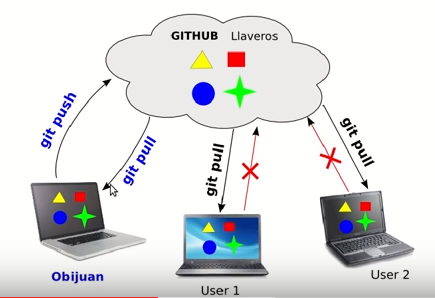 GITHUB Llaveros
git push
git pull
git pull
git pull
Obijuan
User 1
User 2